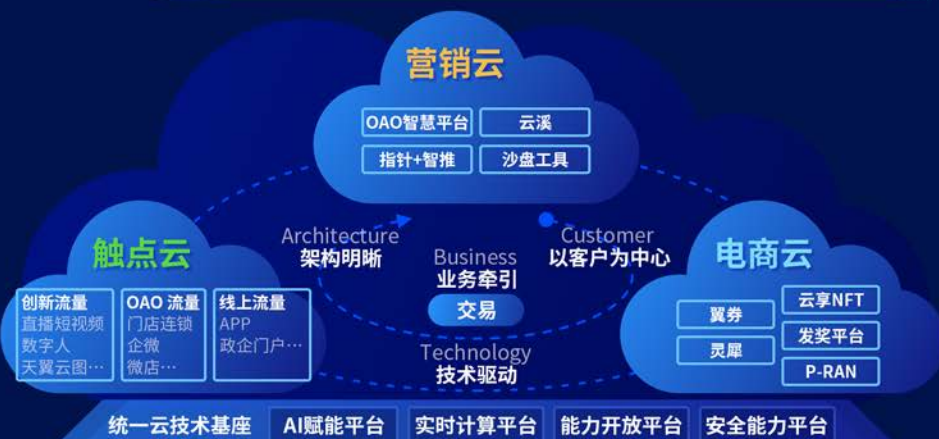 营销云
OAO智慧平台
云溪
指针+智推
沙盘工具
触点云
创新流量
直播短视频
数字人
天翼云图…
OAO 流量
门店连锁
企微
微店…
线上流量
APP
政企门户…
Architecture
架构明晰
Business
业务牵引
交易
Customer
以客户为中心
Technology
技术驱动
电商云
翼券
灵犀
云享NFT
发奖平台
P-RAN
统一云技术基座
AI赋能平台
实时计算平台
能力开放平台
安全能力平台